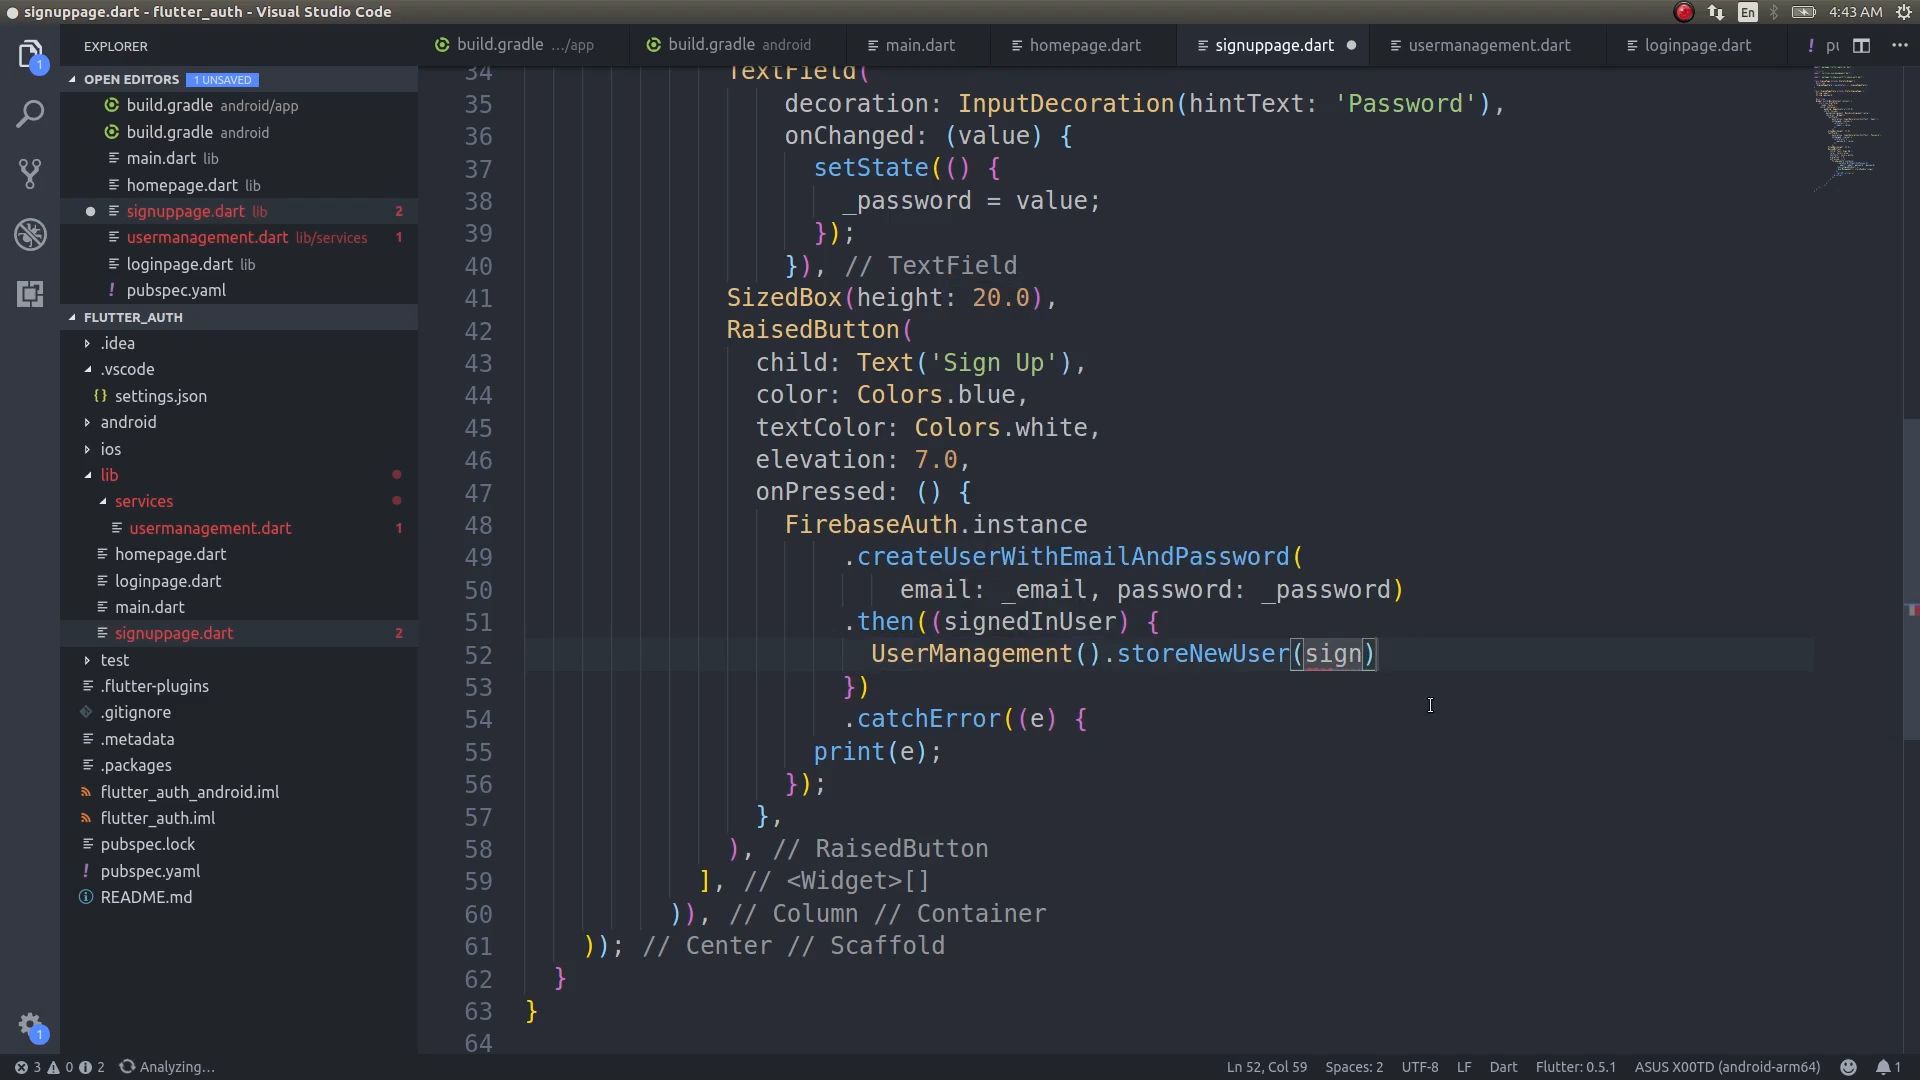 signuppage.dart - flutter_auth - Visual Studio Code
En
4:43 AM
EXPLORER
build.gradle .../app
build.gradle android
main.dart
homepage.dart
signuppage.dart
usermanagement.dart
loginpage.dart
! pu
OPEN EDITORS 1 UNSAVED
build.gradle android/app
build.gradle android
main.dart lib
homepage.dart lib
signuppage.dart lib 2
usermanagement.dart lib/services 1
loginpage.dart lib
! pubspec.yaml
FLUTTER_AUTH
.idea
.vscode
{} settings.json
android
ios
lib
services
usermanagement.dart 1
homepage.dart
loginpage.dart
main.dart
signuppage.dart 2
test
.flutter-plugins
.gitignore
.metadata
.packages
flutter_auth_android.iml
flutter_auth.iml
pubspec.lock
! pubspec.yaml
README.md
1
1
34 TextField(
35 decoration: InputDecoration(hintText: 'Password'),
36 onChanged: (value) {
37 setState(() {
38 _password = value;
39 });
40 }), // TextField
41 SizedBox(height: 20.0),
42 RaisedButton(
43 child: Text('Sign Up'),
44 color: Colors.blue,
45 textColor: Colors.white,
46 elevation: 7.0,
47 onPressed: () {
48 FirebaseAuth.instance
49 .createUserWithEmailAndPassword(
50 email: _email, password: _password)
51 .then((signedInUser) {
52 UserManagement().storeNewUser(sign)
53 })
54 .catchError((e) {
55 print(e);
56 });
57 },
58 ), // RaisedButton
59 ], // <Widget>[]
60 )), // Column // Container
61 )); // Center // Scaffold
62 }
63 }
64
3 0 2 Analyzing...
Ln 52, Col 59
Spaces: 2
UTF-8
LF
Dart
Flutter: 0.5.1
ASUS X00TD (android-arm64)
1